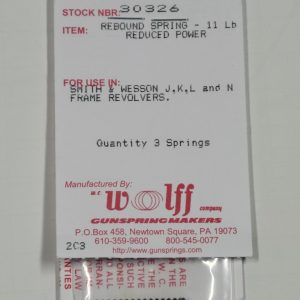 STOCK NBR: 30326
ITEM: REBOUND SPRING - 11 Lb
REDUCED POWER
FOR USE IN:
SMITH & WESSON J,K,L and N
FRAME REVOLVERS.
Quantity 3 Springs
Manufactured By:
W.C.
Wolff
company
GUNSPRINGMAKERS
P.O.Box 458, Newtown Square, PA 19073
610-359-9600 800-545-0077
www.gunsprings.com
2C3